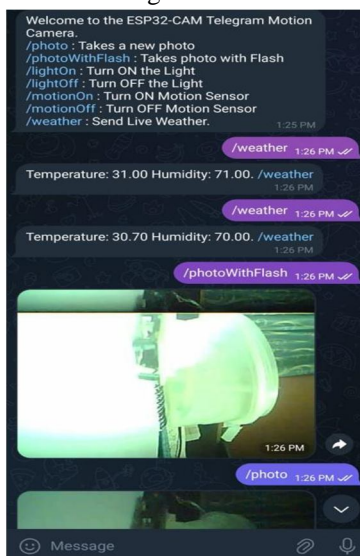 Welcome to the ESP32-CAM Telegram Motion
Camera.
/photo : Takes a new photo
/photoWithFlash : Takes photo with Flash
/lightOn : Turn ON the Light
/lightOff : Turn OFF the Light
/motionOn : Turn ON Motion Sensor
/motionOff : Turn OFF Motion Sensor
/weather : Send Live Weather.
1:25 PM
/weather 1:26 PM
Temperature: 31.00 Humidity: 71.00. /weather
1:26 PM
/weather 1:26 PM
Temperature: 30.70 Humidity: 70.00. /weather
1:26 PM
/photoWithFlash 1:26 PM
1:26 PM
/photo 1:26 PM
Message